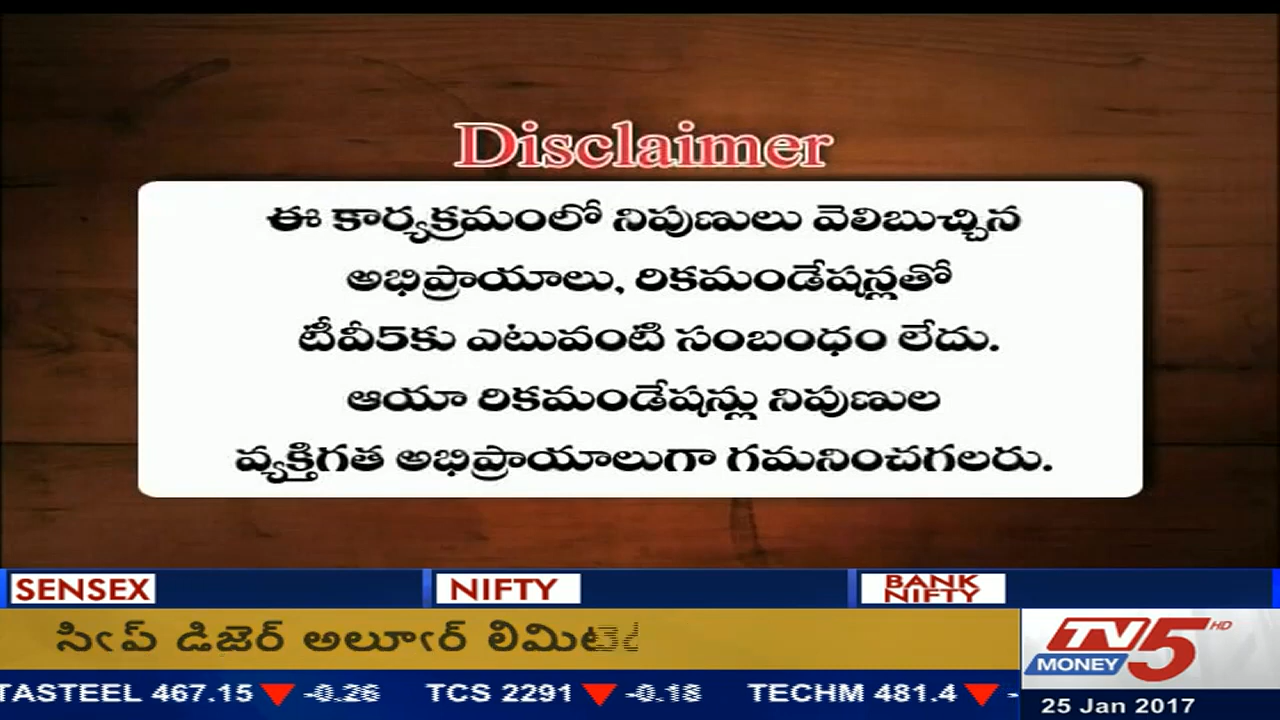 Disclaimer
ఈ కార్యక్రమంలో నిపుణులు వెలిబుచ్చిన
అభిప్రాయాలు, రికమండేషన్లతో
టీవీ5కు ఎటువంటి సంబంధం లేదు.
ఆయా రికమండేషన్లు నిపుణుల
వ్యక్తిగత అభిప్రాయాలుగా గమనించగలరు.
SENSEX NIFTY BANK NIFTY
డిజైర్ లిమిటెడ్
TV5 HD
MONEY
TASTEEL 467.15 ▼ -0.26 TCS 2291 ▼ -0.18 TECHM 481.4 ▼ -
25 Jan 2017